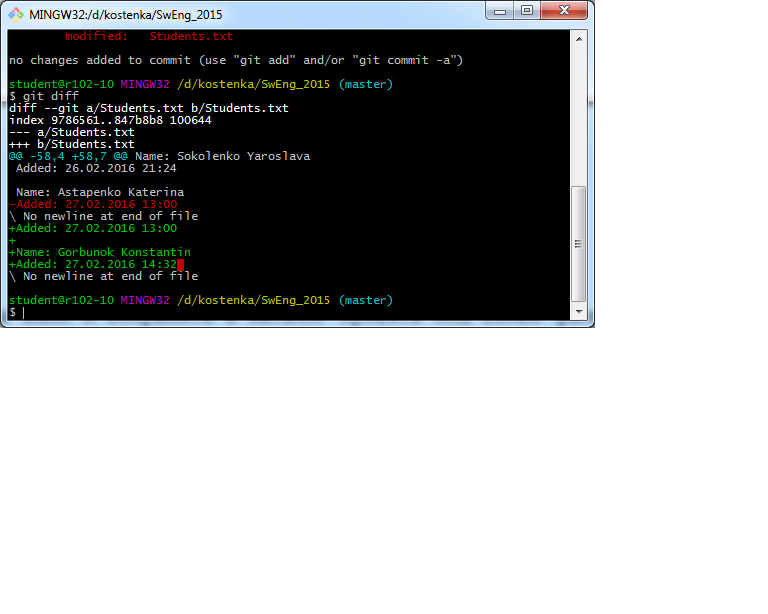 MINGW32:/d/kostenka/SwEng_2015
modified:   Students.txt
no changes added to commit (use "git add" and/or "git commit -a")
student@r102-10 MINGW32 /d/kostenka/SwEng_2015 (master)
$ git diff
diff --git a/Students.txt b/Students.txt
index 9786561..847b8b8 100644
--- a/Students.txt
+++ b/Students.txt
@@ -58,4 +58,7 @@ Name: Sokolenko Yaroslava
Added: 26.02.2016 21:24
Name: Astapenko Katerina
-Added: 27.02.2016 13:00
\ No newline at end of file
+Added: 27.02.2016 13:00
+
+Name: Gorbunok Konstantin
+Added: 27.02.2016 14:32
\ No newline at end of file
student@r102-10 MINGW32 /d/kostenka/SwEng_2015 (master)
$